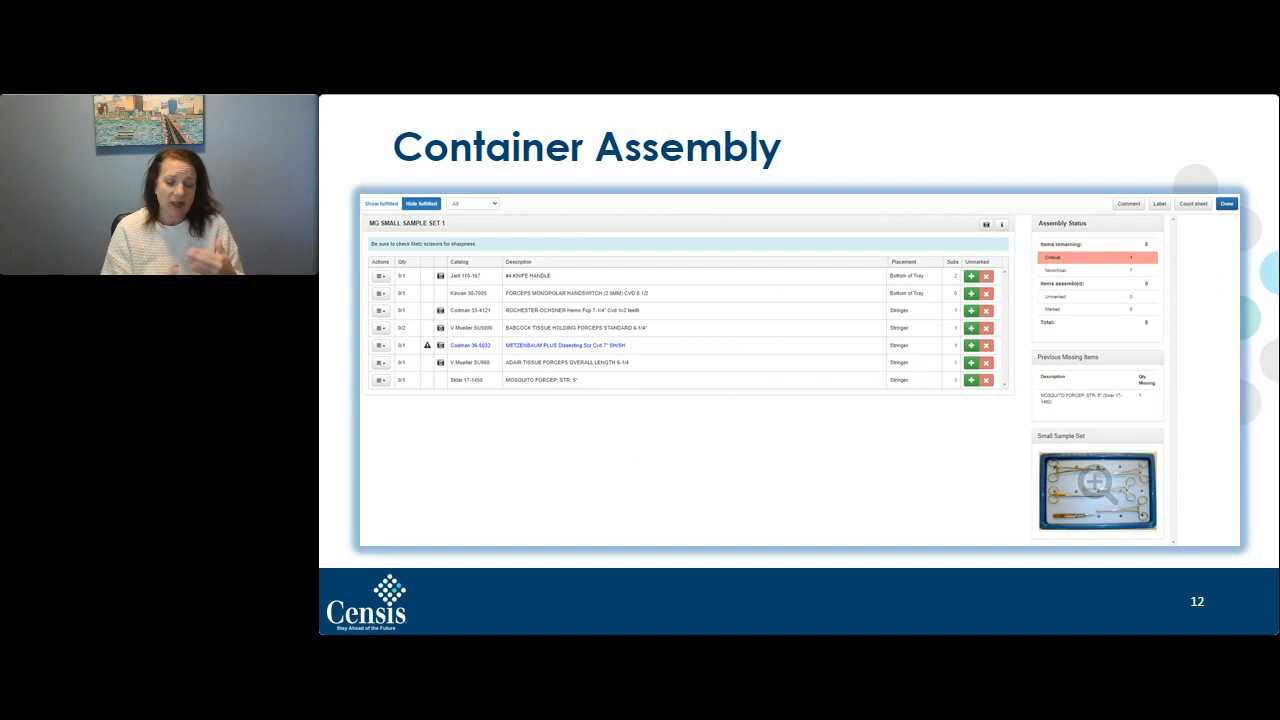 Container Assembly
Show fulfilled Hide fulfilled All Comment Label Count sheet Done
MG SMALL SAMPLE SET 1
Be sure to check Metz scissors for sharpness.
Actions Qty Catalog Description Placement Subs Unmarked
0/1 Jarit 110-167 #4 KNIFE HANDLE Bottom of Tray 2
0/1 Kirwan 30-7005 FORCEPS MONOPOLAR HANDSWITCH (2.0MM) CVD 8 1/2 Bottom of Tray 0
0/1 Codman 33-4121 ROCHESTER-OCHSNER Hemo Fcp 7-1/4" Cvd 1x2 teeth Stringer 1
0/2 V Mueller SU5000 BABCOCK TISSUE HOLDING FORCEPS STANDARD 6-1/4" Stringer 1
0/1 Codman 36-5032 METZENBAUM PLUS Dissecting Scr Cvd 7" SH/SH Stringer 1
0/1 V Mueller SU960 ADAIR TISSUE FORCEPS OVERALL LENGTH 6-1/4 Stringer 1
0/1 Sklar 17-1450 MOSQUITO FORCEP: STR. 5" Stringer 1
Assembly Status
Items remaining: 8
Critical: 1
Noncritical: 7
Items assembled: 0
Unmarked: 0
Marked: 0
Total: 8
Previous Missing Items
Description Qty Missing
MOSQUITO FORCEP: STR. 5" (Sklar 17-1450) 1
Small Sample Set
Censis
Stay Ahead of the Future
12